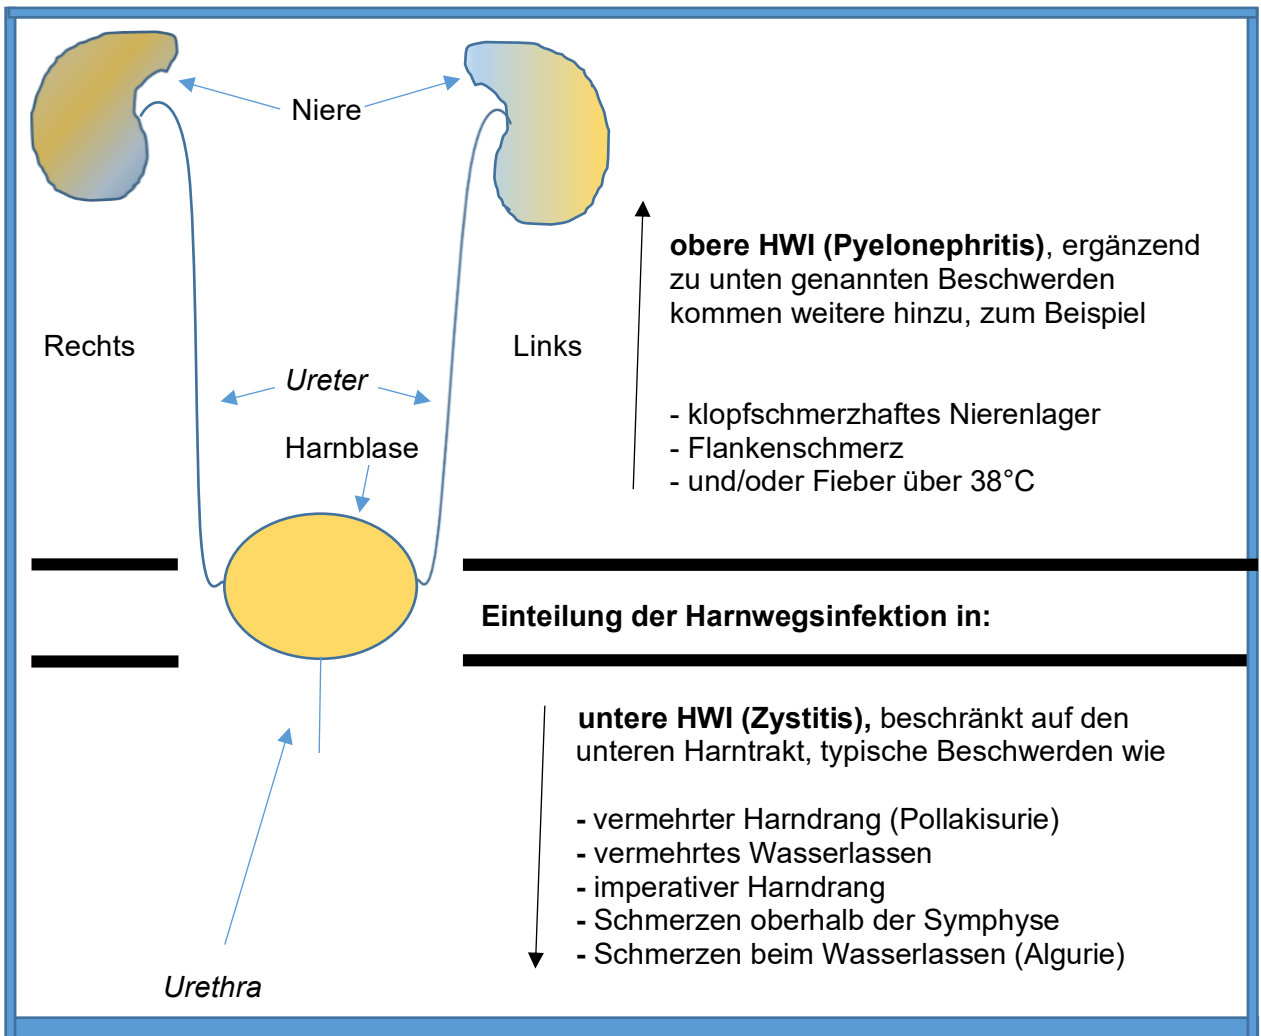 Niere
obere HWI (Pyelonephritis), ergänzend
zu unten genannten Beschwerden
kommen weitere hinzu, zum Beispiel
Rechts
Links
Ureter
- klopfschmerzhaftes Nierenlager
- Flankenschmerz
- und/oder Fieber über 38°C
Harnblase
Einteilung der Harnwegsinfektion in:
untere HWI (Zystitis), beschränkt auf den
unteren Harntrakt, typische Beschwerden wie
- vermehrter Harndrang (Pollakisurie)
- vermehrtes Wasserlassen
- imperativer Harndrang
- Schmerzen oberhalb der Symphyse
- Schmerzen beim Wasserlassen (Algurie)
Urethra